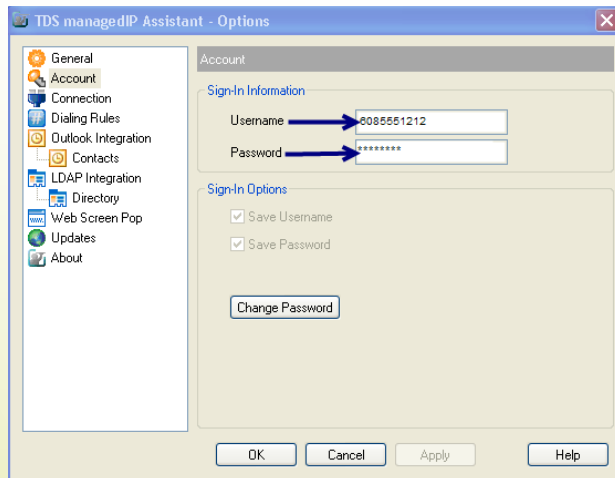 TDS managedIP Assistant - Options
General
Account
Connection
Dialing Rules
Outlook Integration
Contacts
LDAP Integration
Directory
Web Screen Pop
Updates
About
Account
Sign-In Information
Username 6085551212
Password ********
Sign-In Options
Save Username
Save Password
Change Password
OK Cancel Apply Help